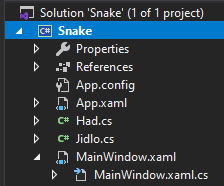 Solution 'Snake' (1 of 1 project)
C# Snake
Properties
References
App.config
App.xaml
C# Had.cs
C# Jidlo.cs
MainWindow.xaml
MainWindow.xaml.cs